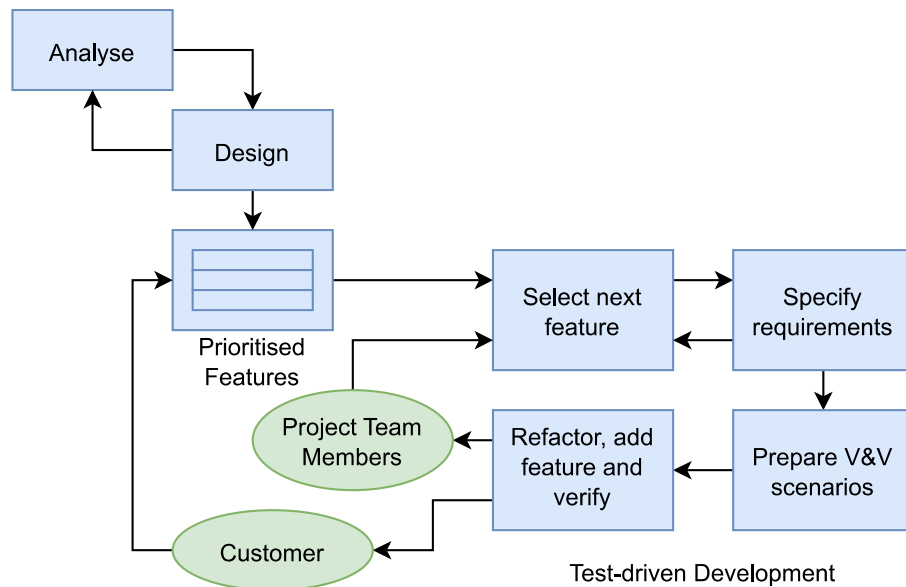 Analyse
Design
Prioritised
Features
Select next
feature
Specify
requirements
Project Team
Members
Refactor, add
feature and
verify
Prepare V&V
scenarios
Customer
Test-driven Development